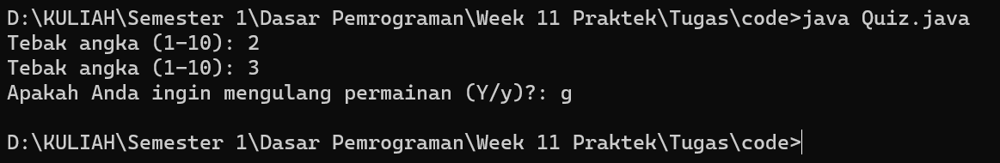 D:\KULIAH\Semester 1\Dasar Pemrograman\Week 11 Praktek\Tugas\code>java Quiz.java
Tebak angka (1-10): 2
Tebak angka (1-10): 3
Apakah Anda ingin mengulang permainan (Y/y)?: g
D:\KULIAH\Semester 1\Dasar Pemrograman\Week 11 Praktek\Tugas\code>